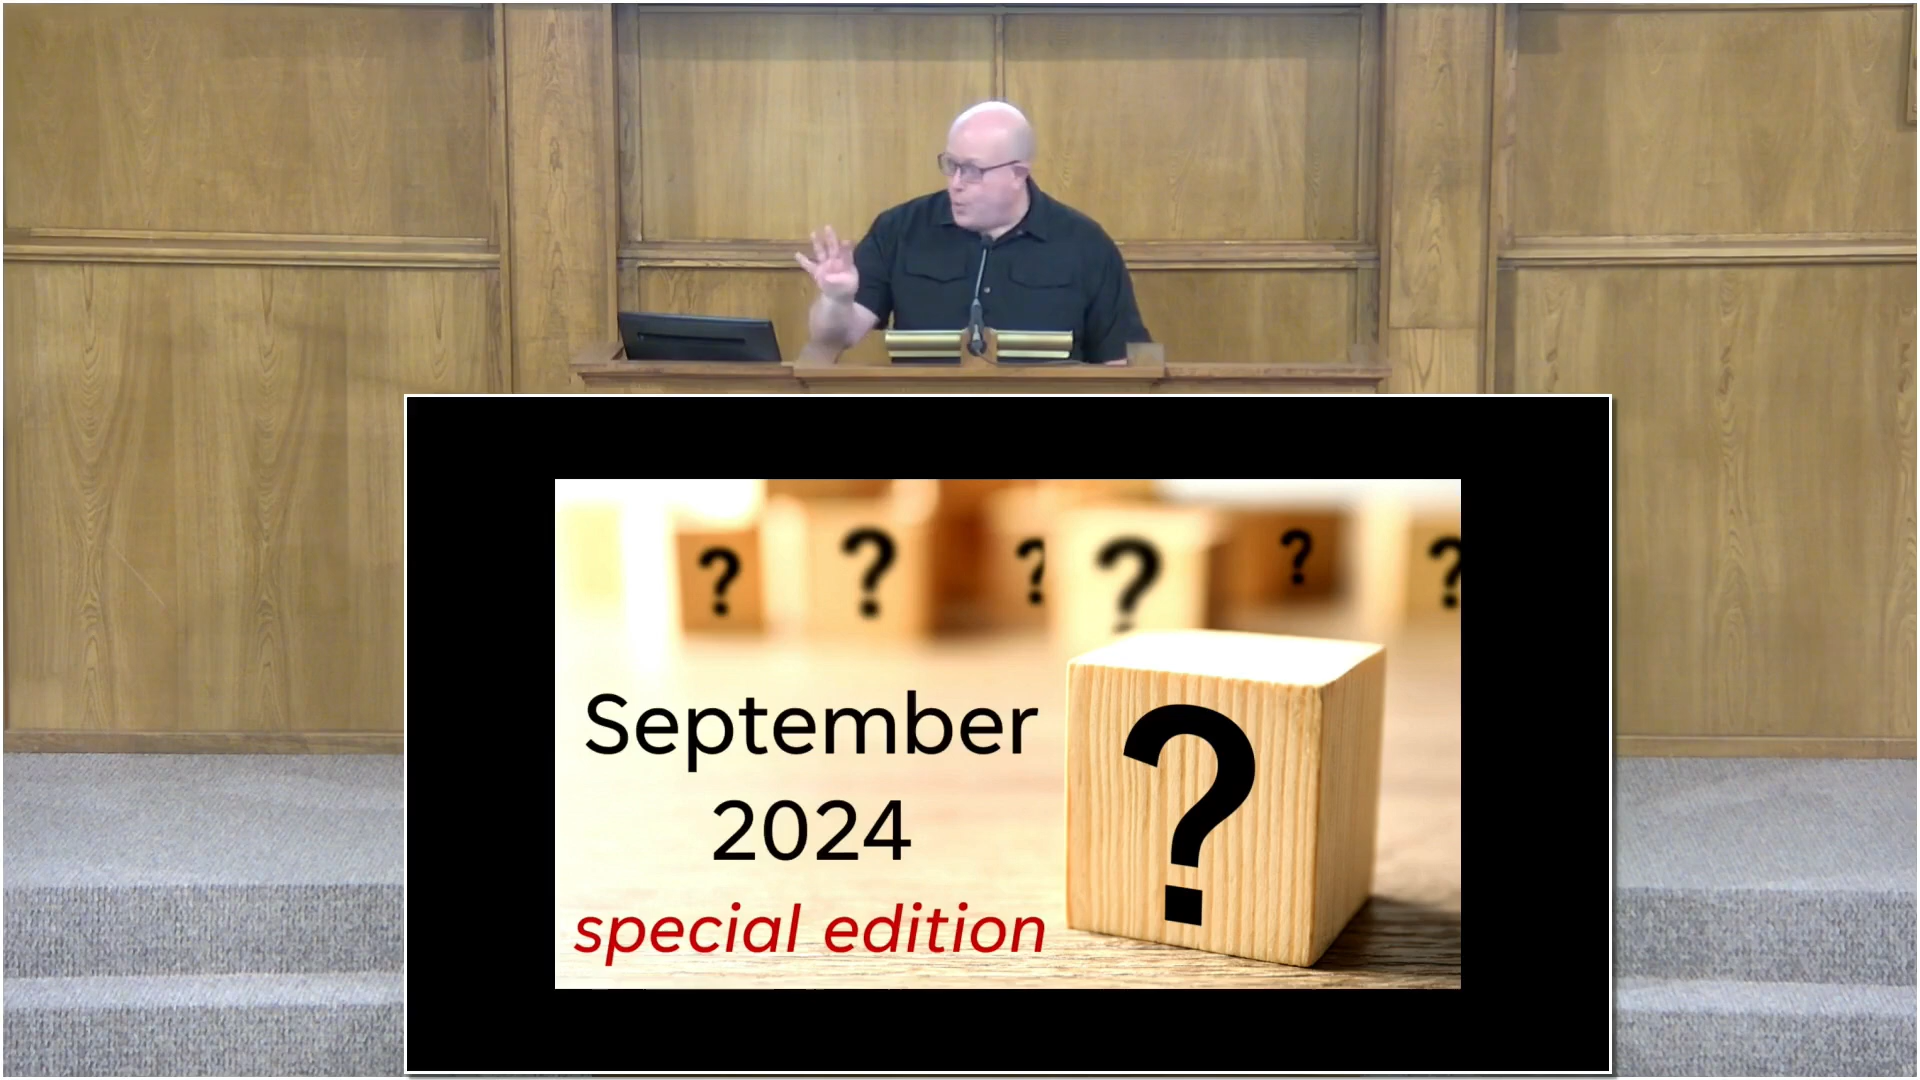 ? ? ? ? ? ?
September
2024
special edition
?